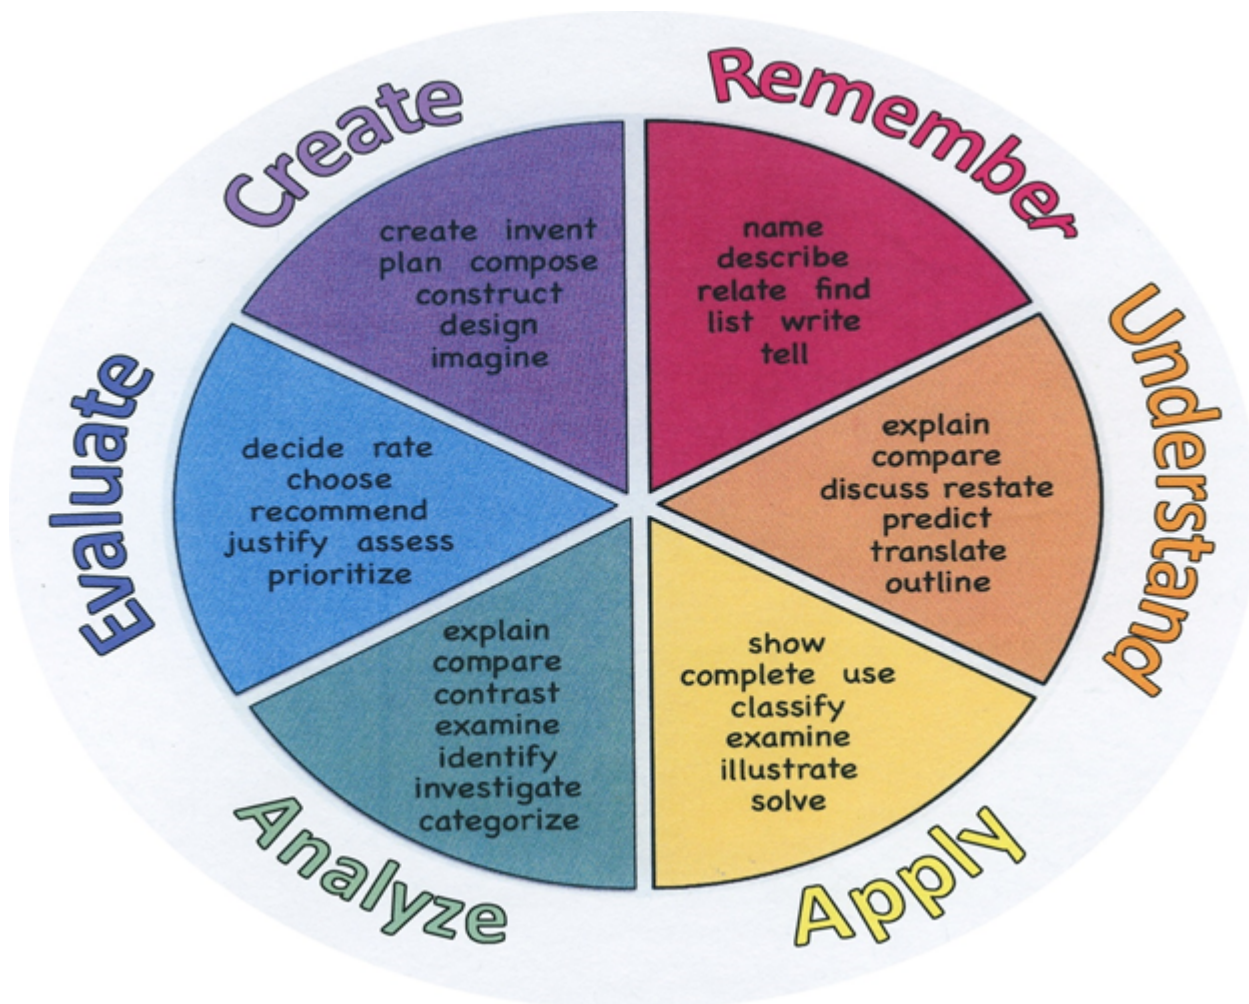 Remember
name
describe
relate find
list write
tell
Understand
explain
compare
discuss restate
predict
translate
outline
Apply
show
complete use
classify
examine
illustrate
solve
Analyze
explain
compare
contrast
examine
identify
investigate
categorize
Evaluate
decide rate
choose
recommend
justify assess
prioritize
Create
create invent
plan compose
construct
design
imagine